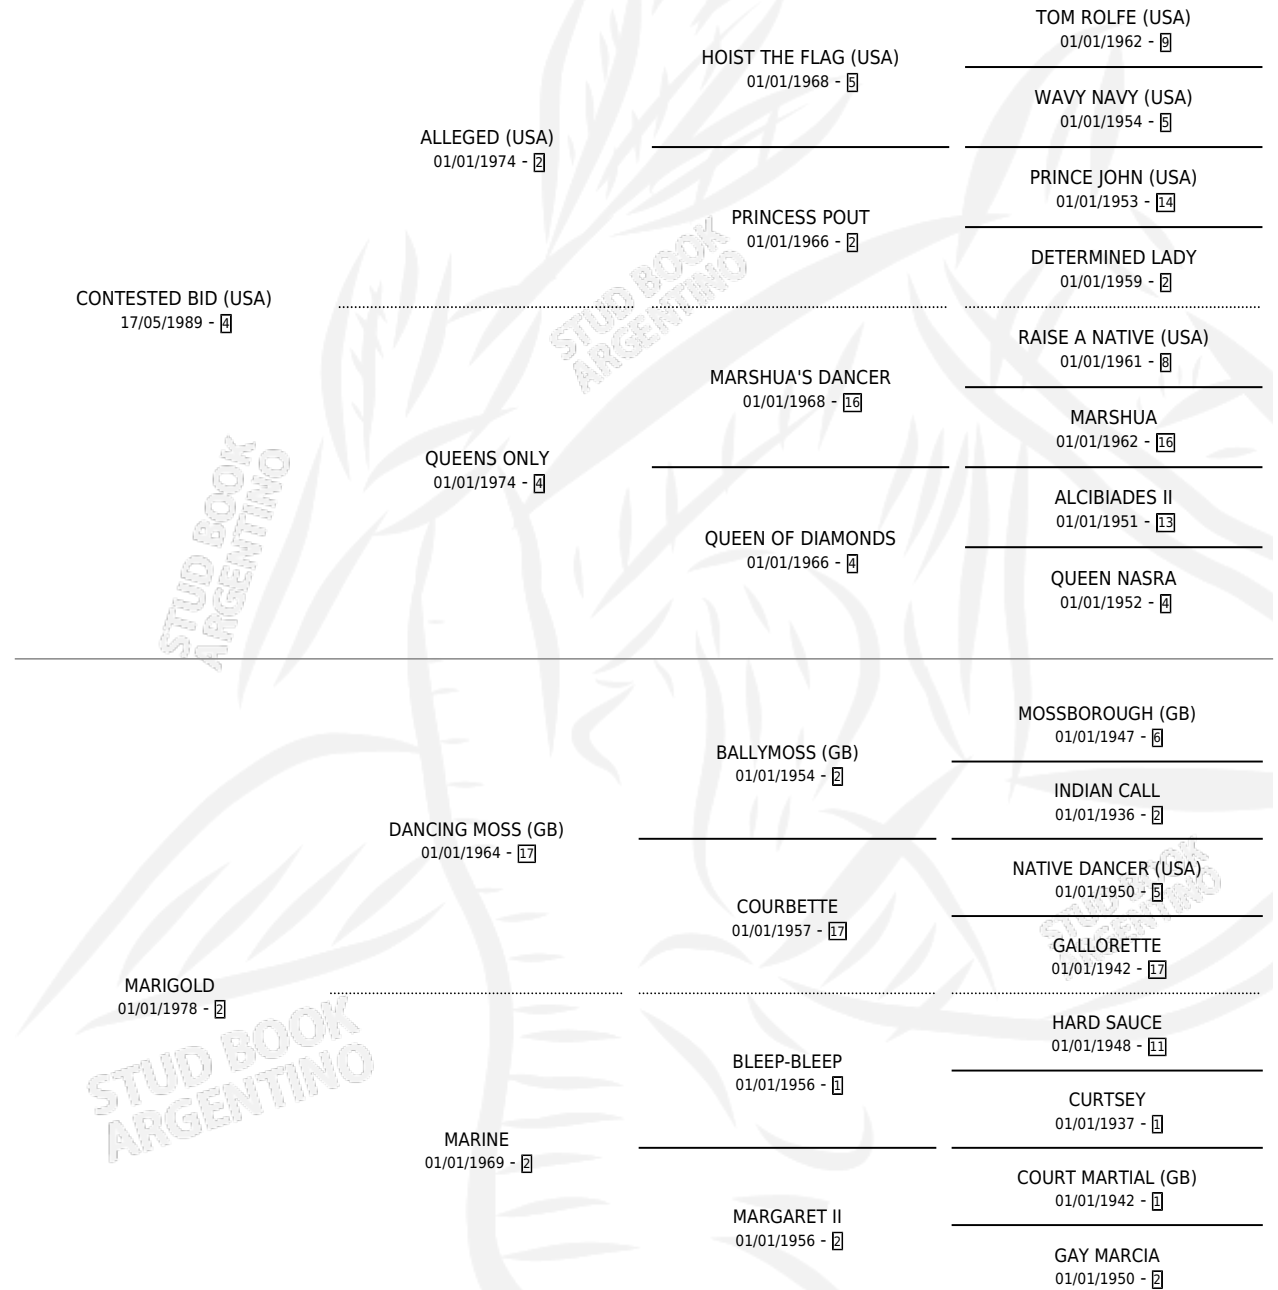 TOM ROLFE (USA)
01/01/1962 - 9
HOIST THE FLAG (USA)
01/01/1968 - 5
WAVY NAVY (USA)
01/01/1954 - 5
ALLEGED (USA)
01/01/1974 - 2
PRINCE JOHN (USA)
01/01/1953 - 14
PRINCESS POUT
01/01/1966 - 2
DETERMINED LADY
01/01/1959 - 2
STUD BOOK
ARGENTINO
CONTESTED BID (USA)
17/05/1989 - 4
RAISE A NATIVE (USA)
01/01/1961 - 8
MARSHUA'S DANCER
01/01/1968 - 16
MARSHUA
01/01/1962 - 16
QUEENS ONLY
01/01/1974 - 4
ALCIBIADES II
01/01/1951 - 13
QUEEN OF DIAMONDS
01/01/1966 - 4
QUEEN NASRA
01/01/1952 - 4
STUD BOOK
ARGENTINO
MOSSBOROUGH (GB)
01/01/1947 - 6
BALLYMOSS (GB)
01/01/1954 - 2
INDIAN CALL
01/01/1936 - 2
DANCING MOSS (GB)
01/01/1964 - 17
NATIVE DANCER (USA)
01/01/1950 - 5
COURBETTE
01/01/1957 - 17
STUD BOOK
ARGENTINO
GALLORETTE
01/01/1942 - 17
MARIGOLD
01/01/1978 - 2
STUD BOOK
ARGENTINO
HARD SAUCE
01/01/1948 - 11
BLEEP-BLEEP
01/01/1956 - 1
CURTSEY
01/01/1937 - 1
MARINE
01/01/1969 - 2
COURT MARTIAL (GB)
01/01/1942 - 1
MARGARET II
01/01/1956 - 2
GAY MARCIA
01/01/1950 - 2